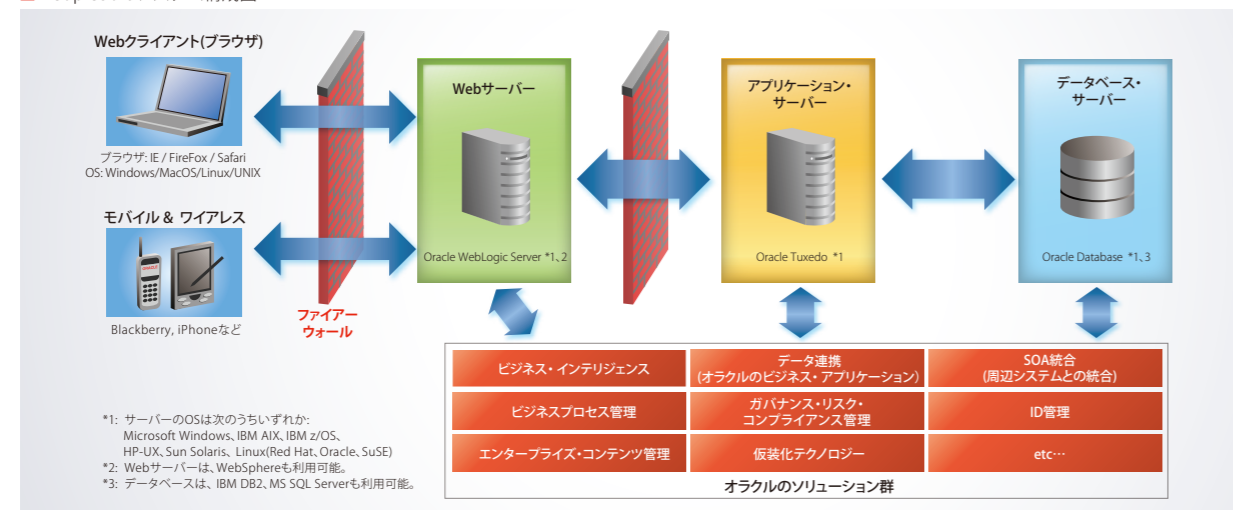 Webクライアント(ブラウザ)
ブラウザ: IE / FireFox / Safari
OS: Windows/MacOS/Linux/UNIX
モバイル & ワイアレス
Blackberry, iPhoneなど
ファイアー
ウォール
Webサーバー
Oracle WebLogic Server *1、2
アプリケーション・
サーバー
Oracle Tuxedo *1
データベース・
サーバー
Oracle Database *1、3
ビジネス・インテリジェンス
データ連携
(オラクルのビジネス・アプリケーション)
SOA統合
(周辺システムとの統合)
ビジネスプロセス管理
ガバナンス・リスク・
コンプライアンス管理
ID管理
エンタープライズ・コンテンツ管理
仮装化テクノロジー
etc…
オラクルのソリューション群
*1: サーバーのOSは次のうちいずれか:
Microsoft Windows、IBM AIX、IBM z/OS、
HP-UX、Sun Solaris、Linux(Red Hat、Oracle、SuSE)
*2: Webサーバーは、WebSphereも利用可能。
*3: データベースは、IBM DB2、MS SQL Serverも利用可能。